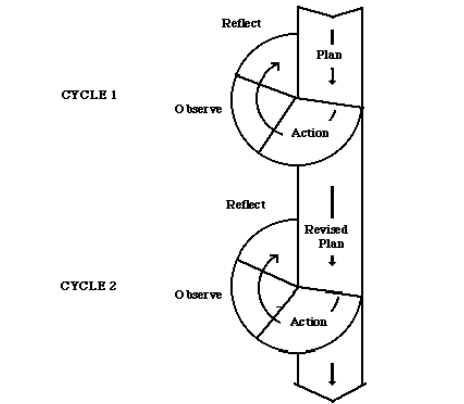 Reflect
Plan
CYCLE 1
Observe
Action
Reflect
Revised
Plan
CYCLE 2
Observe
Action